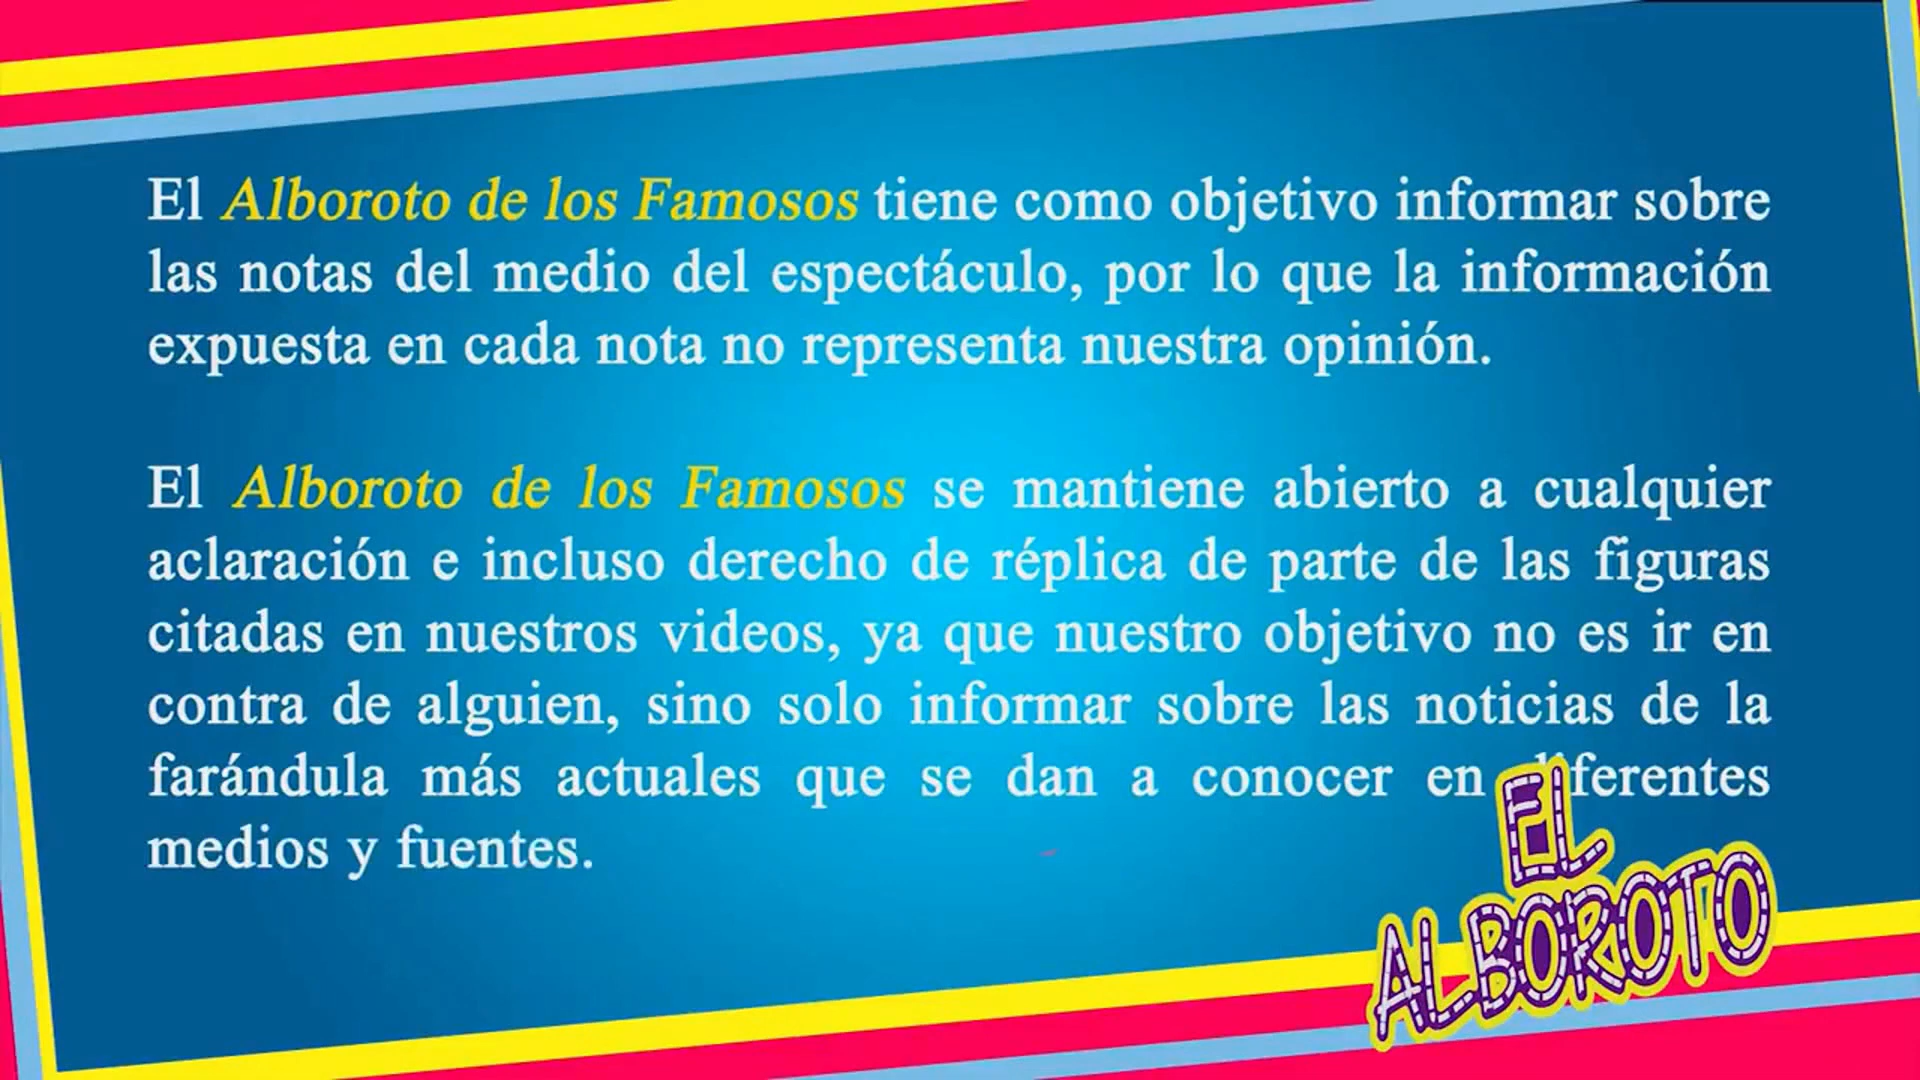 El Alboroto de los Famosos tiene como objetivo informar sobre
las notas del medio del espectáculo, por lo que la información
expuesta en cada nota no representa nuestra opinión.
El Alboroto de los Famosos se mantiene abierto a cualquier
aclaración e incluso derecho de réplica de parte de las figuras
citadas en nuestros videos, ya que nuestro objetivo no es ir en
contra de alguien, sino solo informar sobre las noticias de la
farándula más actuales que se dan a conocer en diferentes
medios y fuentes.
EL
ALBOROTO